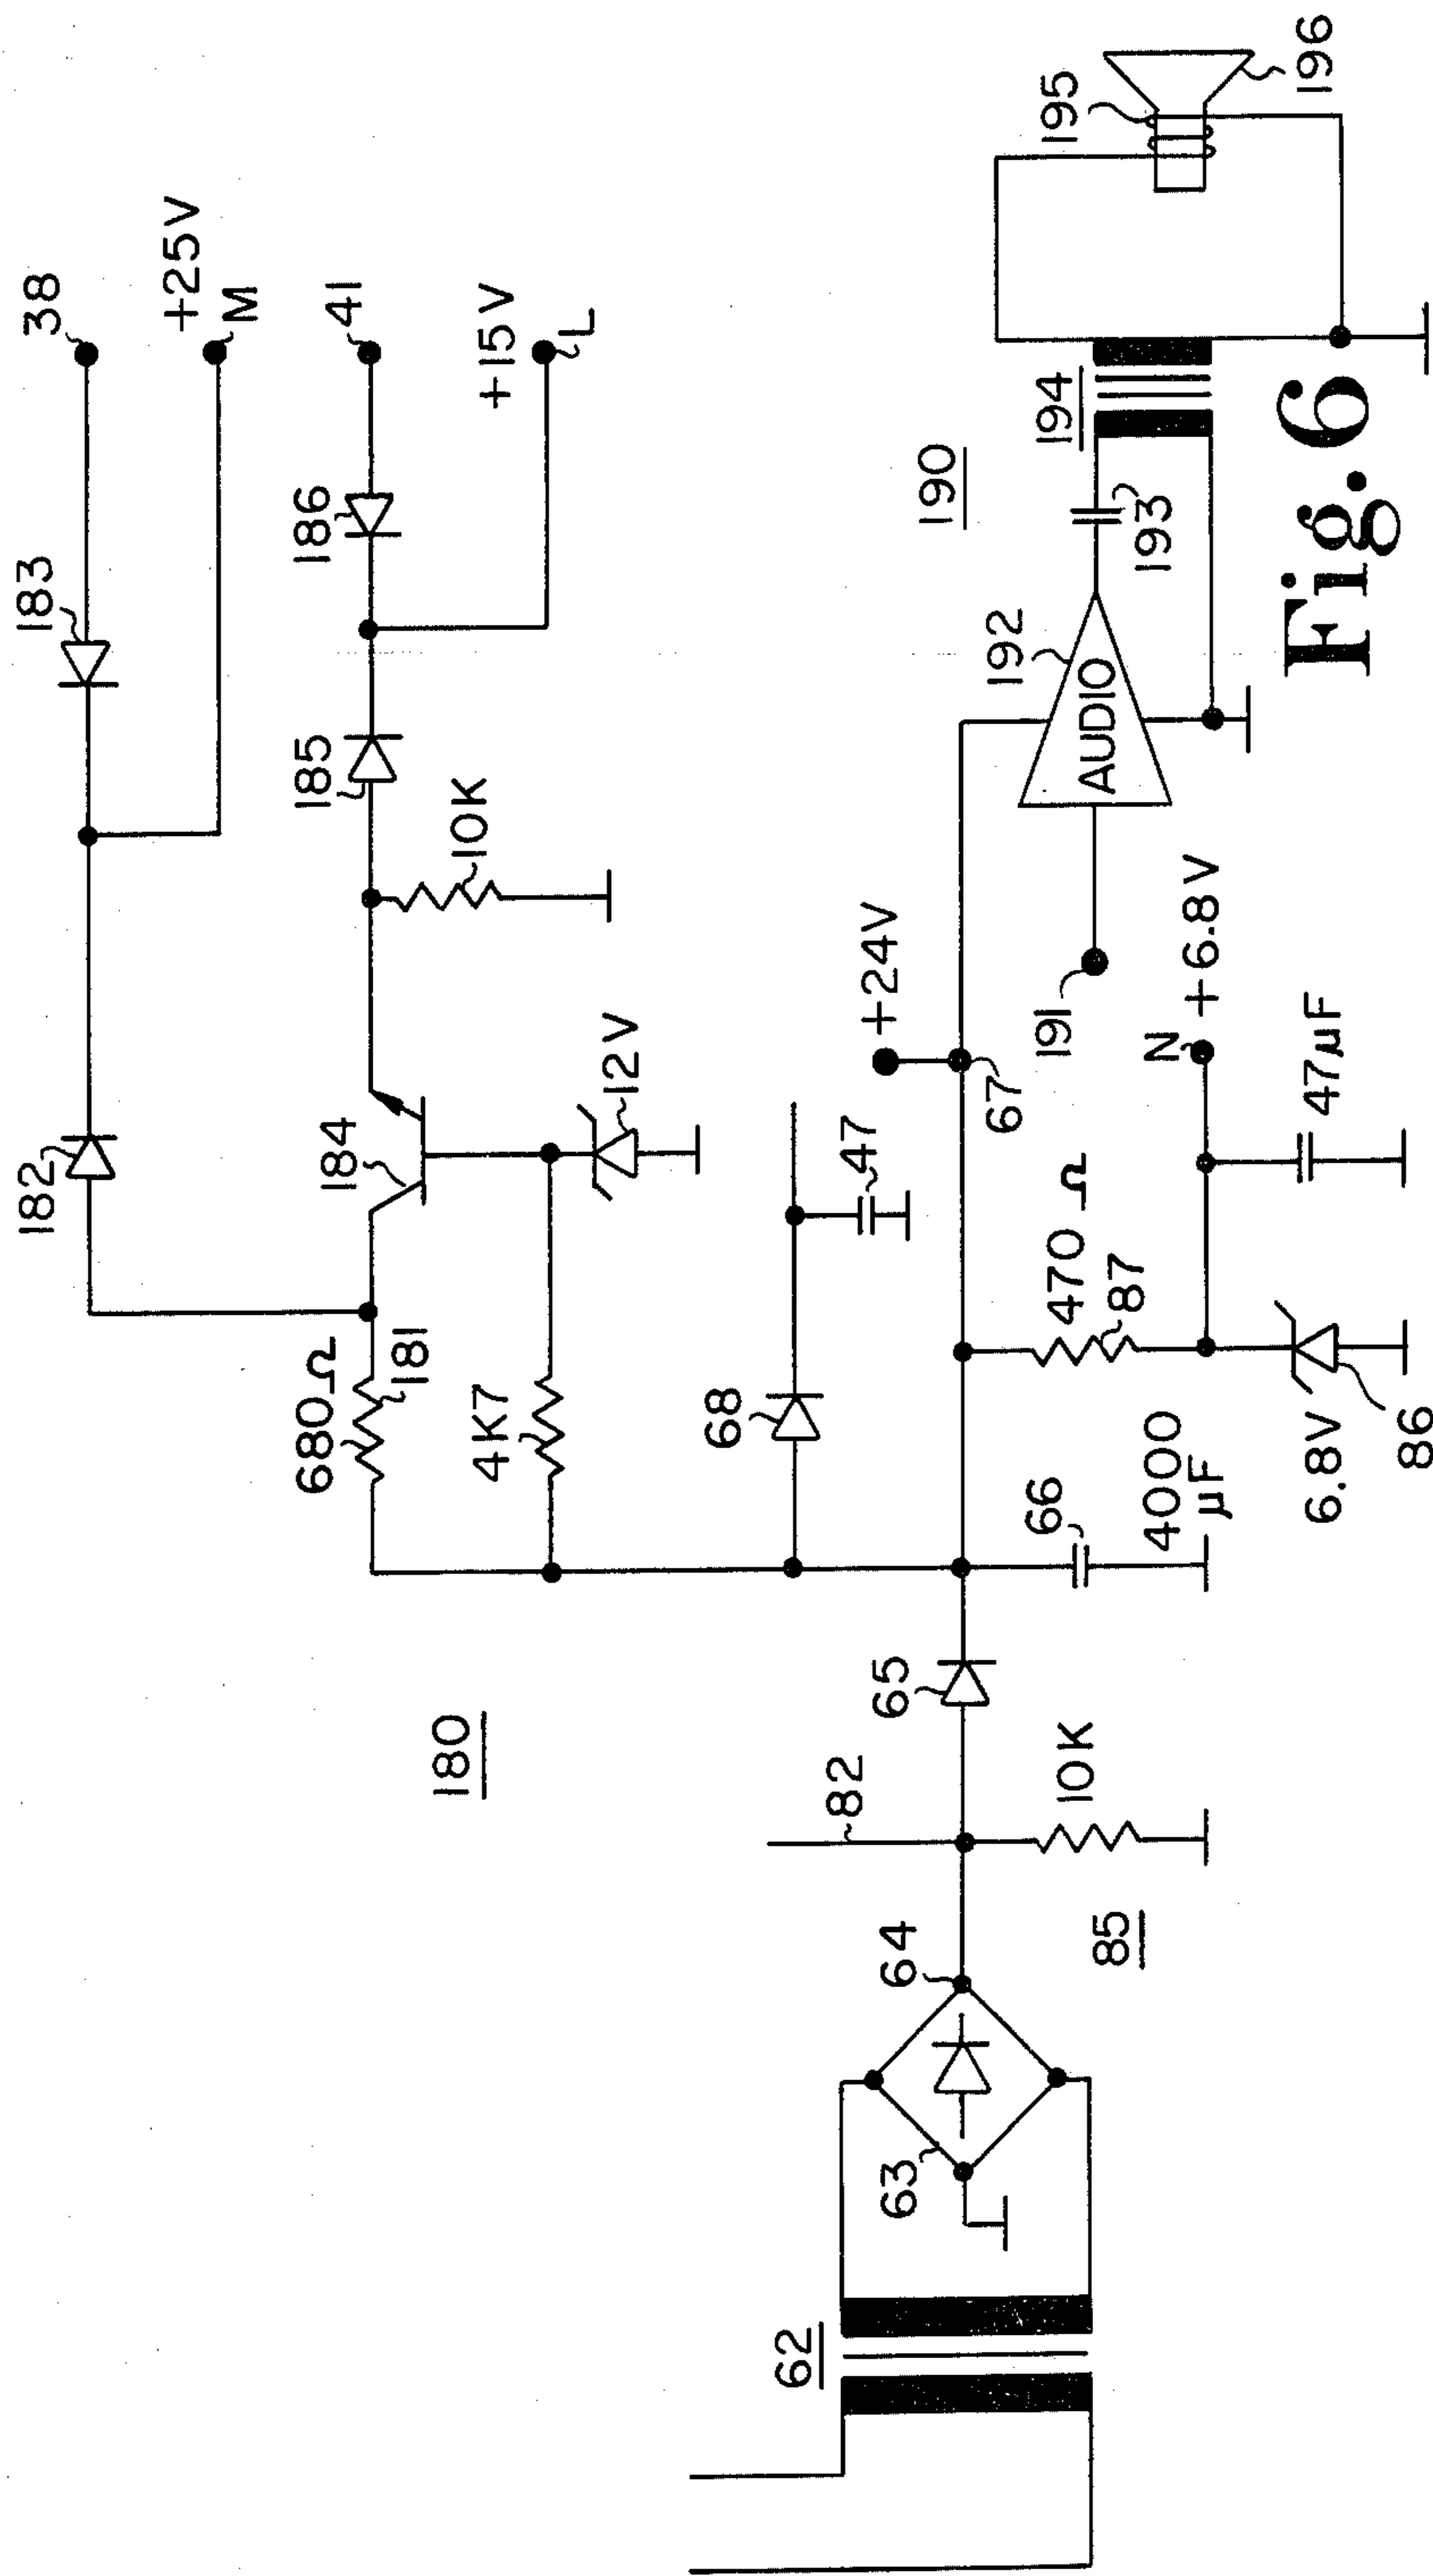 38
+25V
M
183
182
41
+15V
L
186
185
10K
184
12V
680Ω
181
4K7
180
68
47
+24V
67
82
65
66
4000
µF
470Ω
87
N
+6.8V
47µF
6.8V
86
10K
85
64
63
62
190
191
192
AUDIO
193
194
195
196
Fig. 6